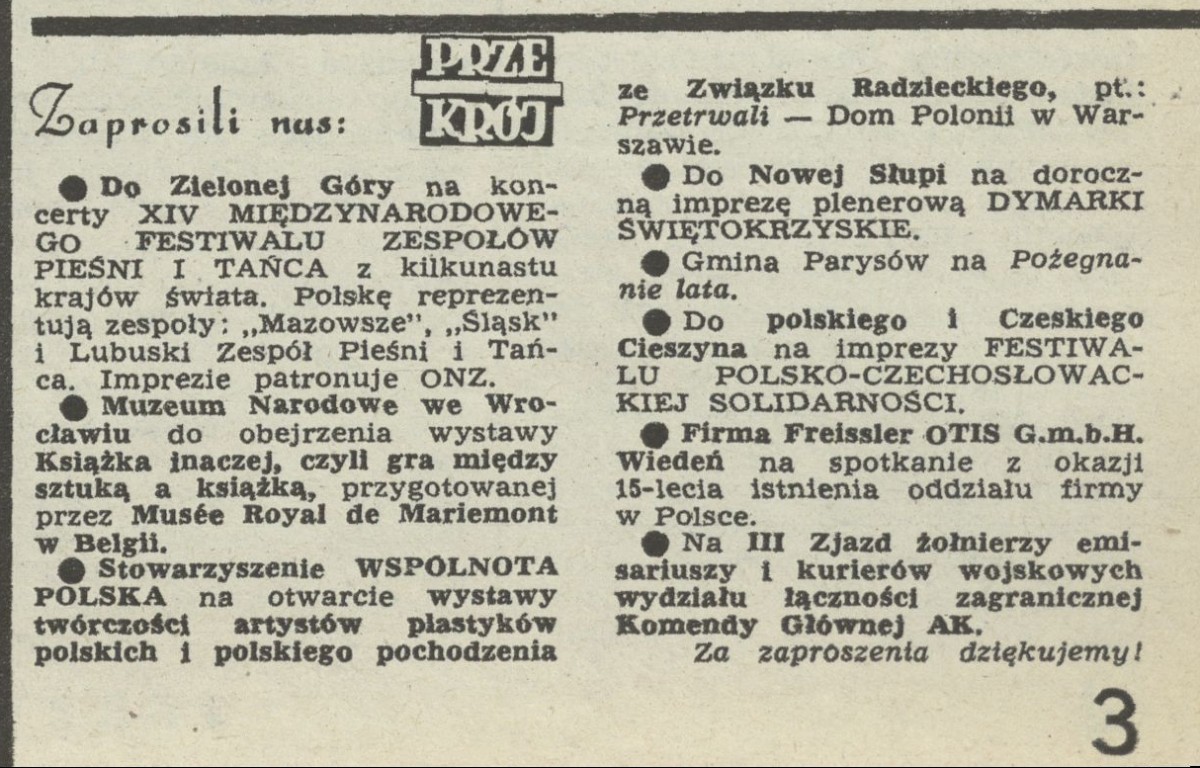 Zaprosili nas:
PRZE
KRÓJ
● Do Zielonej Góry na kon-
certy XIV MIĘDZYNARODOWE-
GO FESTIWALU ZESPOŁÓW
PIEŚNI I TAŃCA z kilkunastu
krajów świata. Polskę reprezen-
tują zespoły: „Mazowsze”, „Śląsk”
i Lubuski Zespół Pieśni i Tań-
ca. Imprezie patronuje ONZ.
● Muzeum Narodowe we Wro-
cławiu do obejrzenia wystawy
Książka inaczej, czyli gra między
sztuką a książką, przygotowanej
przez Musée Royal de Mariemont
w Belgii.
● Stowarzyszenie WSPÓLNOTA
POLSKA na otwarcie wystawy
twórczości artystów plastyków
polskich i polskiego pochodzenia
ze Związku Radzieckiego, pt.:
Przetrwali — Dom Polonii w War-
szawie.
● Do Nowej Słupi na dorocz-
ną imprezę plenerową DYMARKI
ŚWIĘTOKRZYSKIE.
● Gmina Parysów na Pożegna-
nie lata.
● Do polskiego i Czeskiego
Cieszyna na imprezy FESTIWA-
LU POLSKO-CZECHOSŁOWAC-
KIEJ SOLIDARNOŚCI.
● Firma Freissler OTIS G.m.b.H.
Wiedeń na spotkanie z okazji
15-lecia istnienia oddziału firmy
w Polsce.
● Na III Zjazd żołnierzy emi-
sariuszy i kurierów wojskowych
wydziału łączności zagranicznej
Komendy Głównej AK.
Za zaproszenia dziękujemy!
3